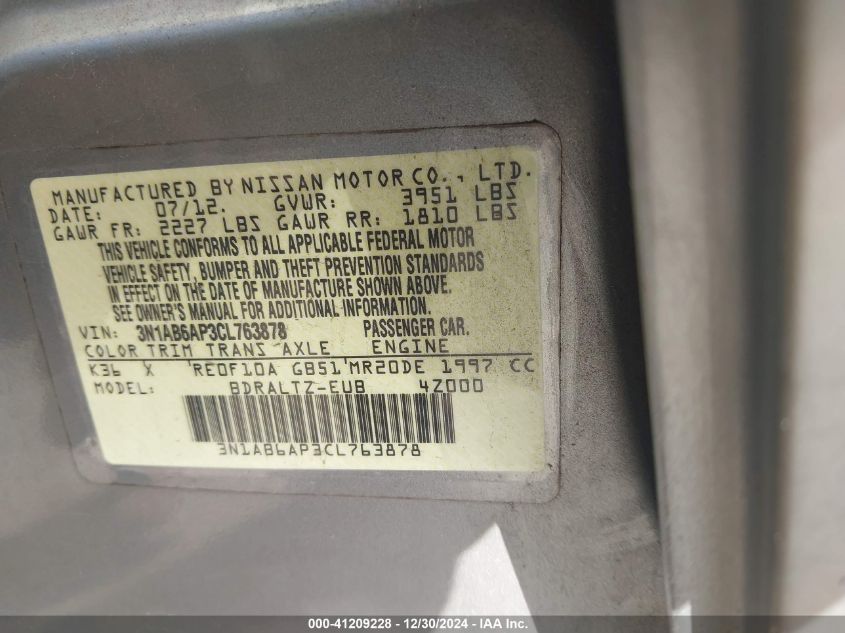 MANUFACTURED BY NISSAN MOTOR CO., LTD.
DATE: 07/12. GVWR: 3951 LBS
GAWR FR: 2227 LBS GAWR RR: 1810 LBS
THIS VEHICLE CONFORMS TO ALL APPLICABLE FEDERAL MOTOR
VEHICLE SAFETY, BUMPER AND THEFT PREVENTION STANDARDS
IN EFFECT ON THE DATE OF MANUFACTURE SHOWN ABOVE.
SEE OWNER'S MANUAL FOR ADDITIONAL INFORMATION.
VIN: 3N1AB6AP3CL763878 PASSENGER CAR.
COLOR TRIM TRANS AXLE ENGINE
K36 X RE0F10A GB51 MR20DE 1997 CC
MODEL: BDRALTZ-EUB 4Z000
3N1AB6AP3CL763878
000-41209228 - 12/30/2024 - IAA Inc.